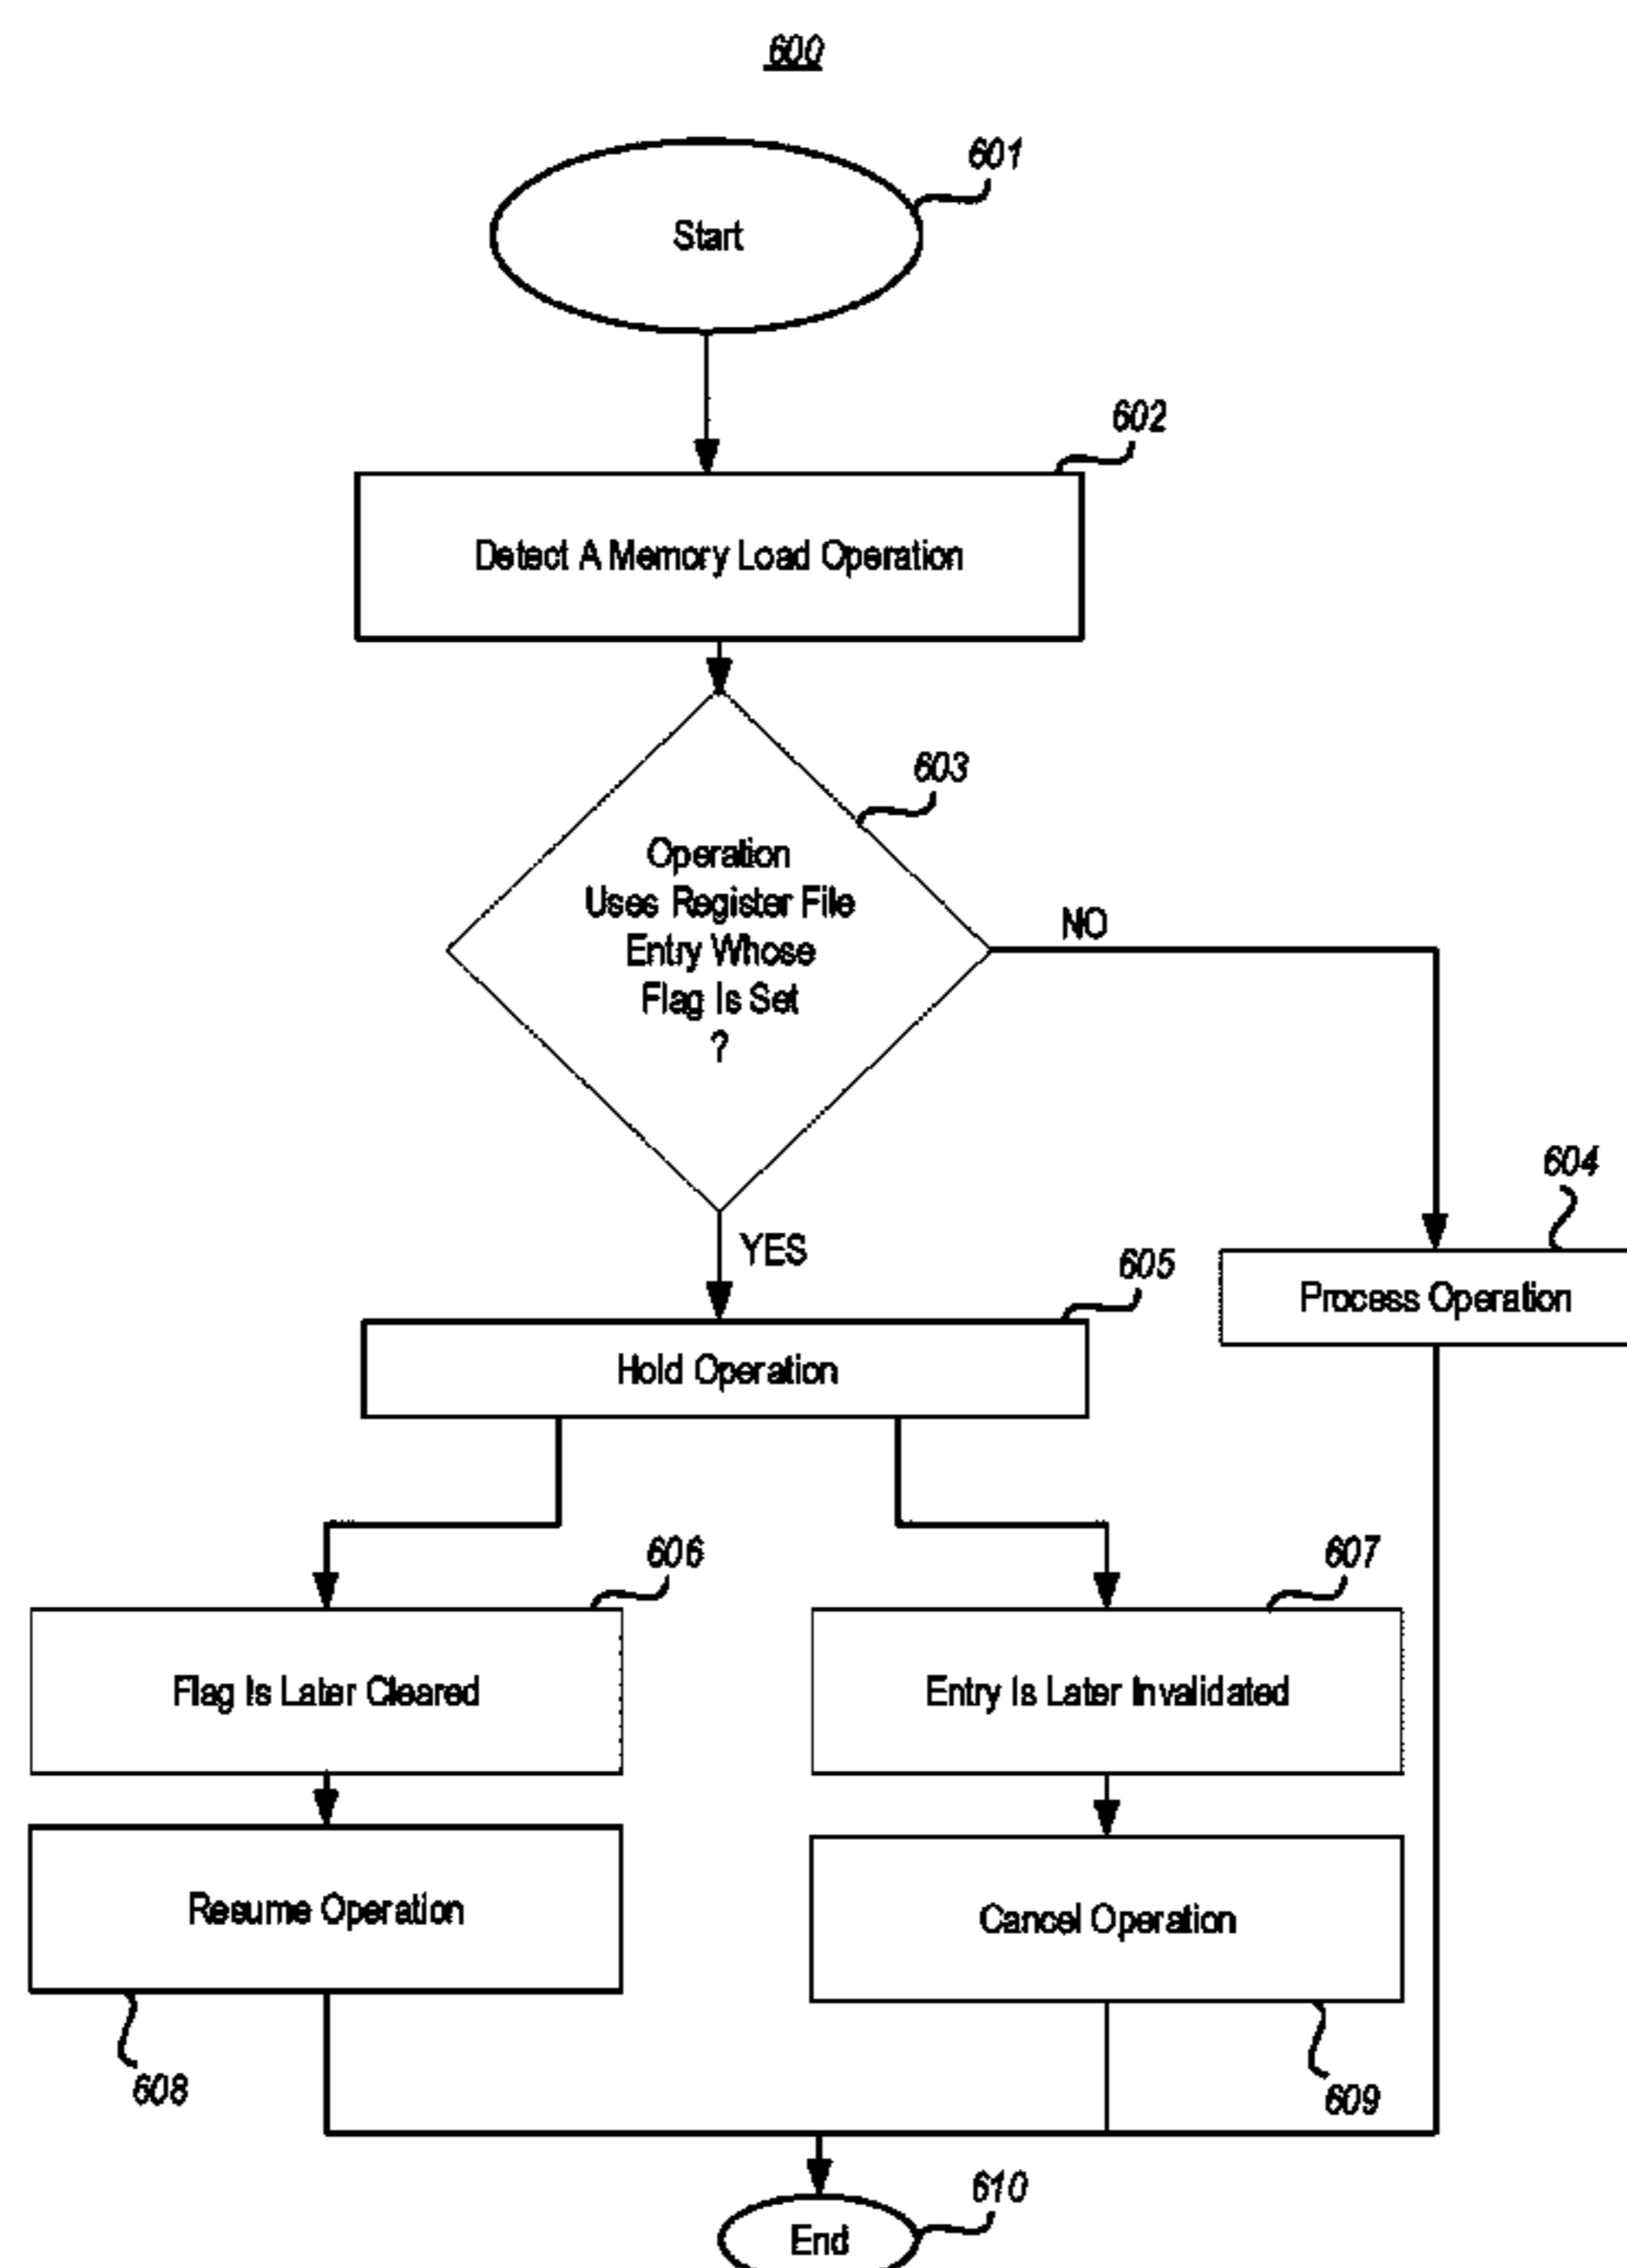 600
601
Start
602
Detect A Memory Load Operation
603
Operation
Uses Register File
Entry Whose
Flag Is Set
?
NO
YES
604
Process Operation
605
Hold Operation
606
607
Flag Is Later Cleared
Entry Is Later Invalidated
Resume Operation
Cancel Operation
608
609
610
End